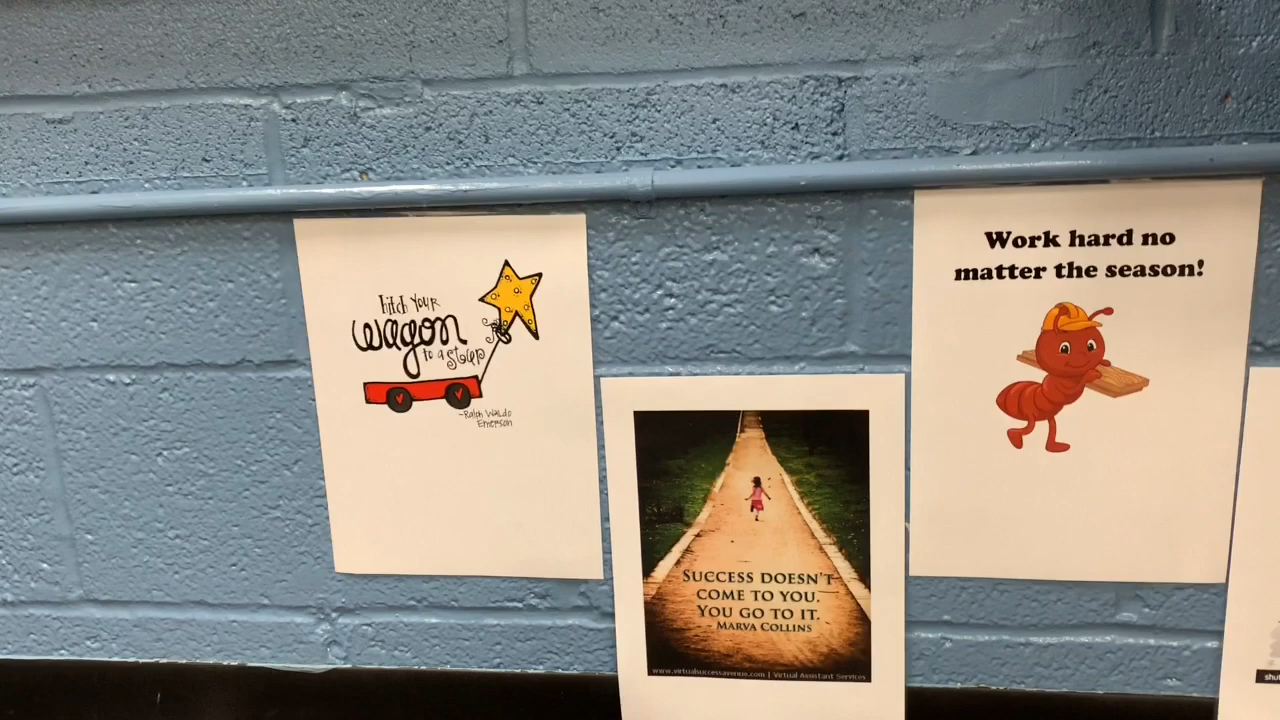 hitch your
wagon
to a star
~Ralph Waldo
Emerson
SUCCESS DOESN'T
COME TO YOU.
YOU GO TO IT.
- MARVA COLLINS
www.virtualsuccessavenue.com | Virtual Assistant Services
Work hard no
matter the season!
shu